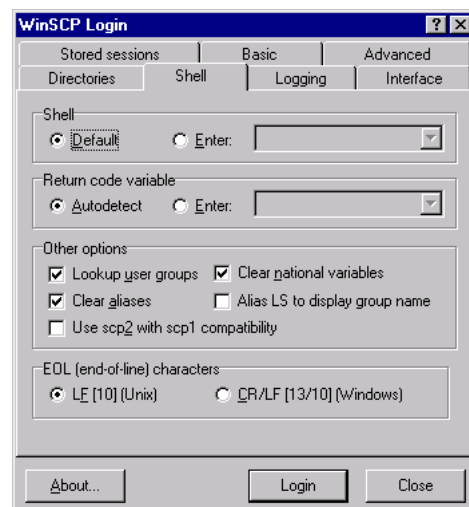 WinSCP Login
Stored sessions Basic Advanced
Directories Shell Logging Interface
Shell
Default Enter:
Return code variable
Autodetect Enter:
Other options
Lookup user groups Clear national variables
Clear aliases Alias LS to display group name
Use scp2 with scp1 compatibility
EOL (end-of-line) characters
LF [10] (Unix) CR/LF [13/10] (Windows)
About... Login Close